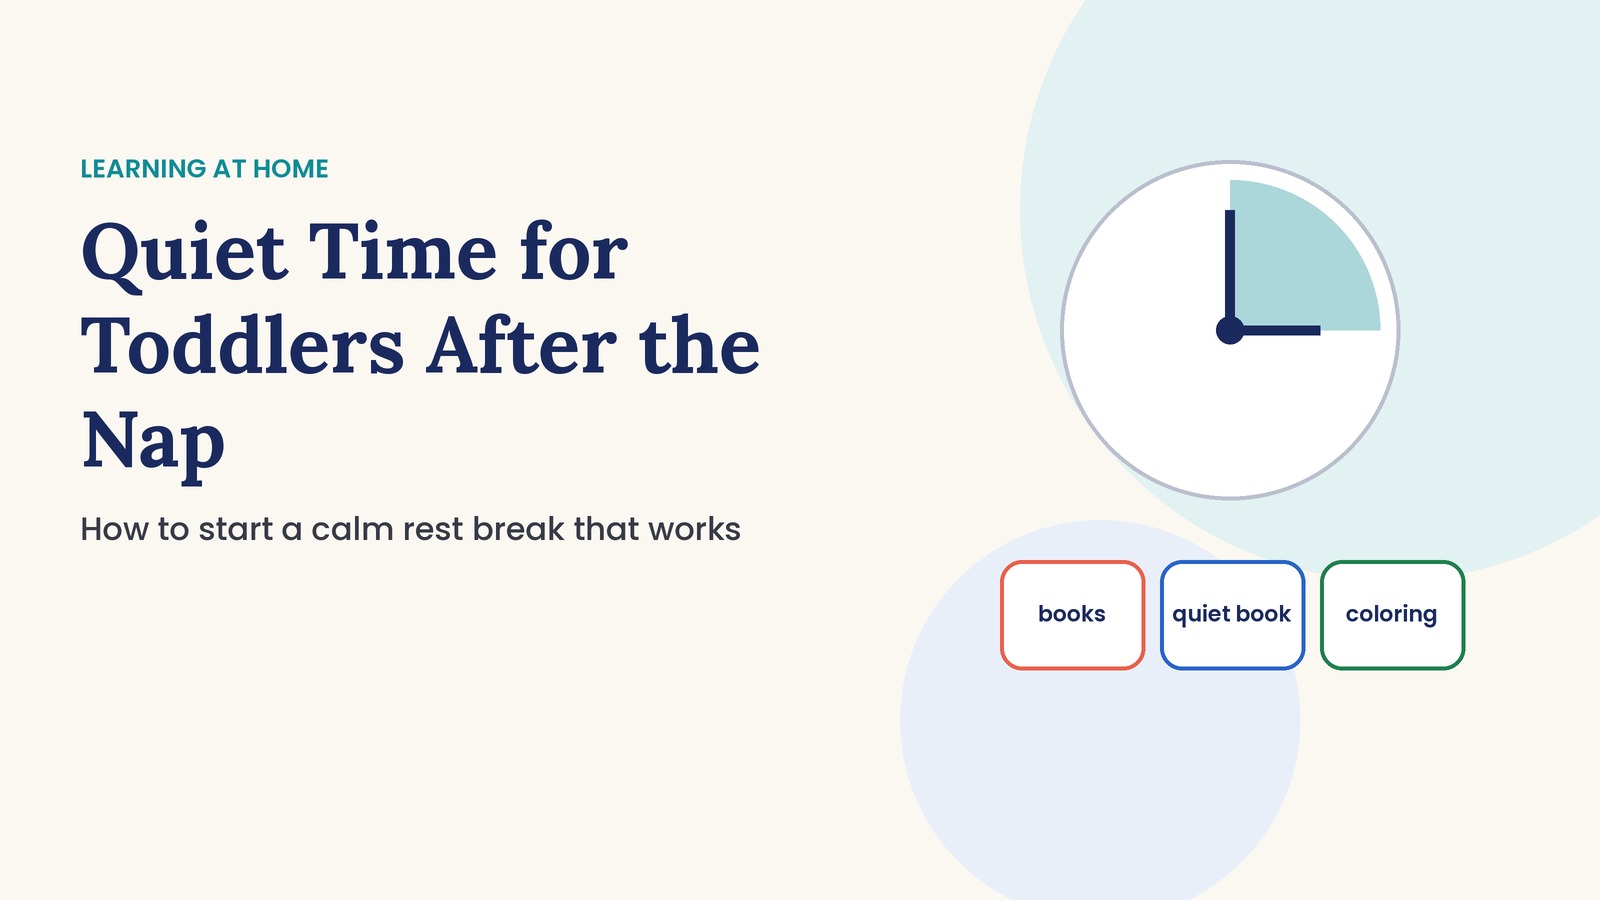 LEARNING AT HOME
Quiet Time for
Toddlers After the
Nap
How to start a calm rest break that works
books
quiet book
coloring